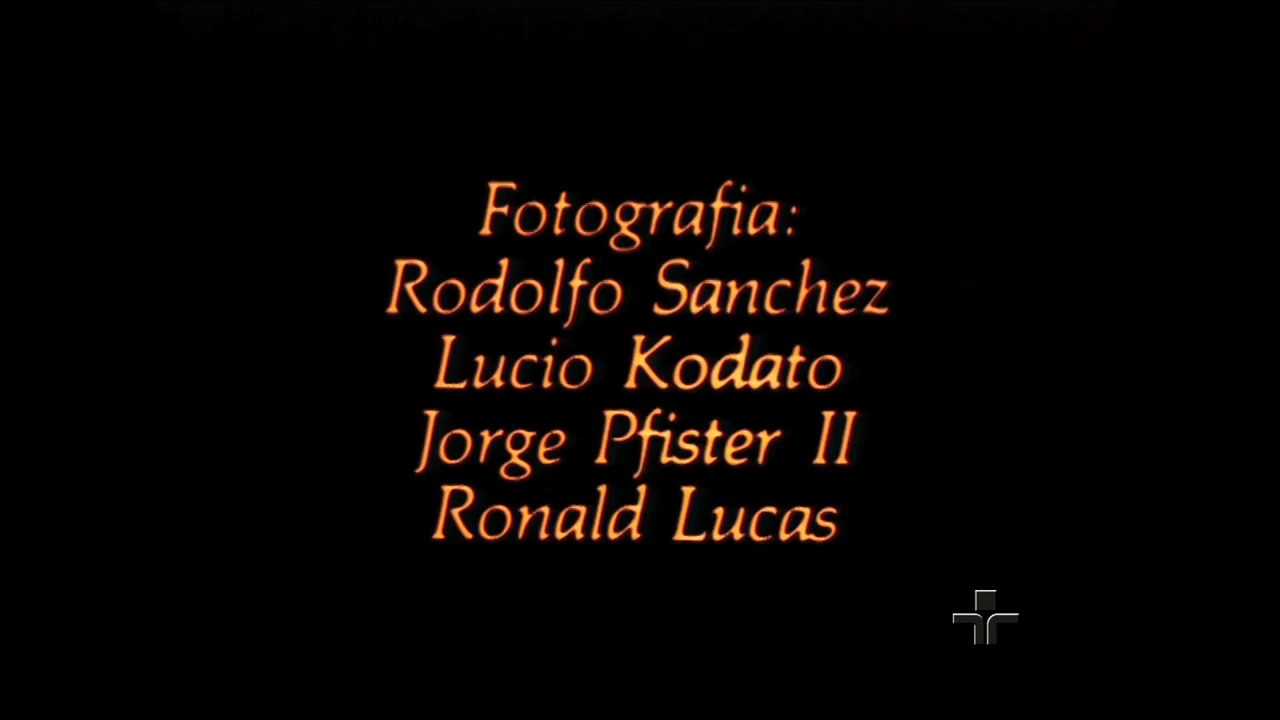 Fotografia:
Rodolfo Sanchez
Lucio Kodato
Jorge Pfister II
Ronald Lucas